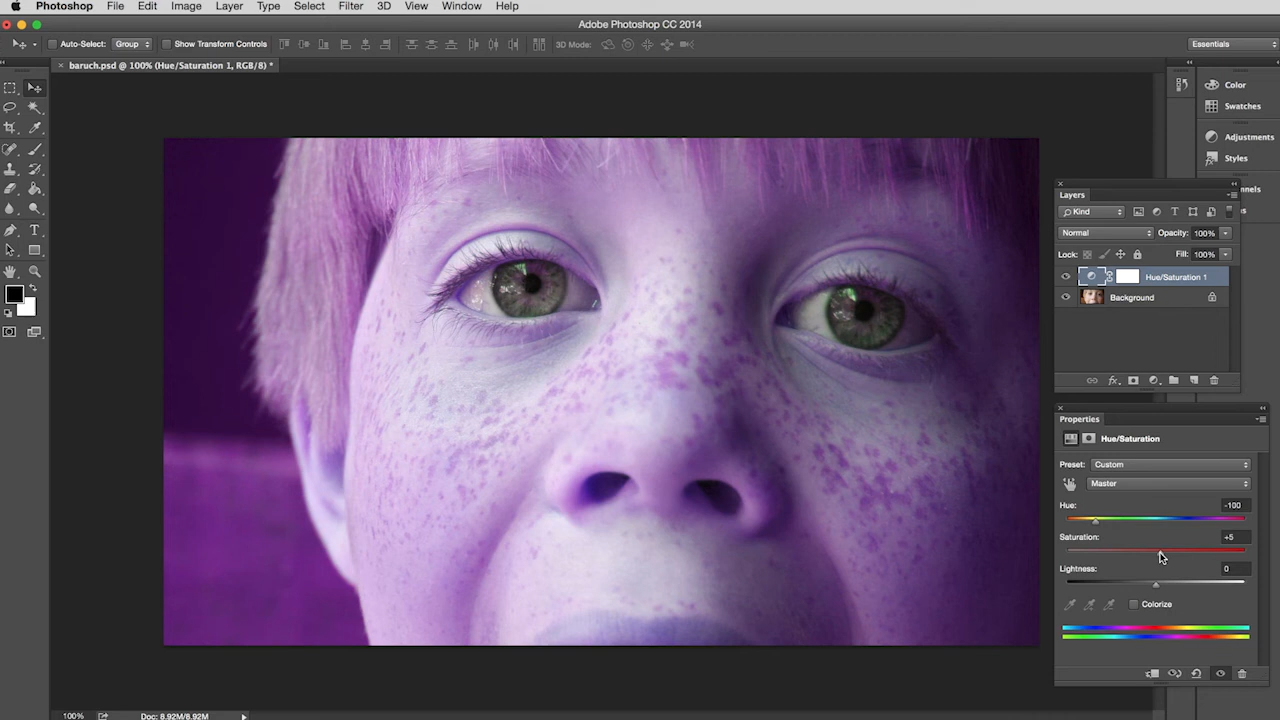 Photoshop File Edit Image Layer Type Select Filter 3D View Window Help
Adobe Photoshop CC 2014
Auto-Select: Group Show Transform Controls 3D Mode: Essentials
× baruch.psd @ 100% (Hue/Saturation 1, RGB/8) *
Color
Swatches
Adjustments
Styles
nnels
s
Layers
Kind
Normal Opacity: 100%
Lock: Fill: 100%
Hue/Saturation 1
Background
fx
Properties
Hue/Saturation
Preset: Custom
Master
Hue: -100
Saturation: +5
Lightness: 0
Colorize
100% Doc: 8.92M/8.92M